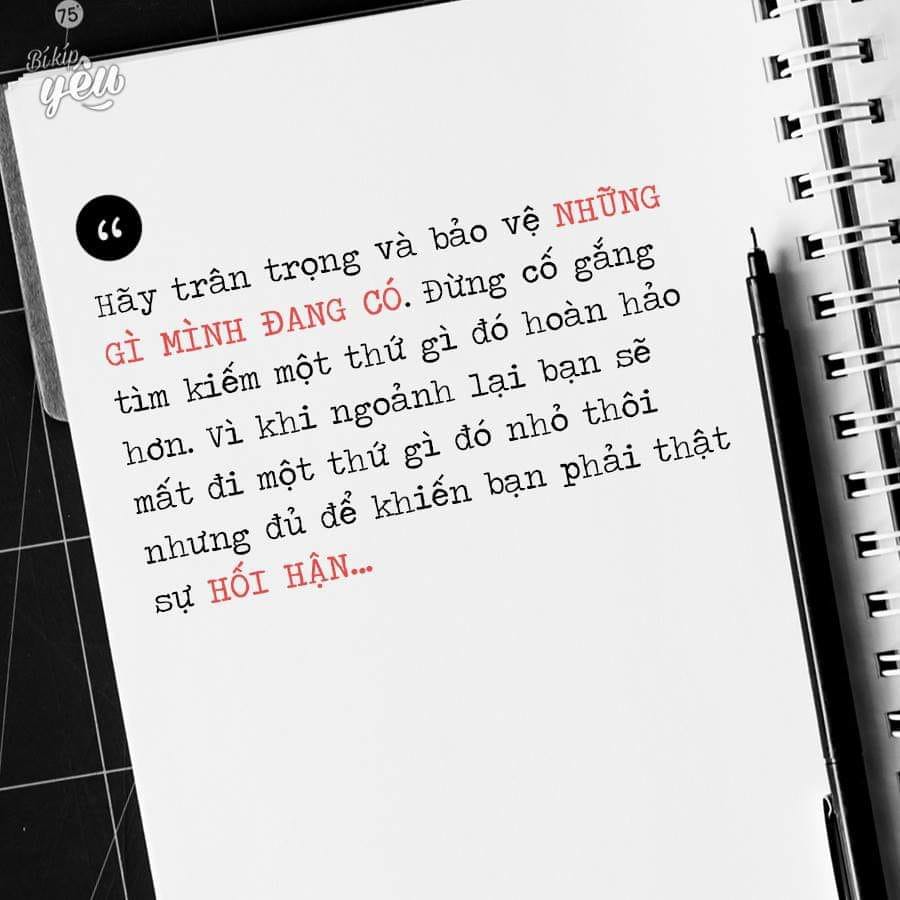 75
Bí kíp
yêu
“
Hãy trân trọng và bảo vệ NHỮNG
GÌ MÌNH ĐANG CÓ. Đừng cố gắng
tìm kiếm một thứ gì đó hoàn hảo
hơn. Vì khi ngoảnh lại bạn sẽ
mất đi một thứ gì đó nhỏ thôi
nhưng đủ để khiến bạn phải thật
sự HỐI HẬN...